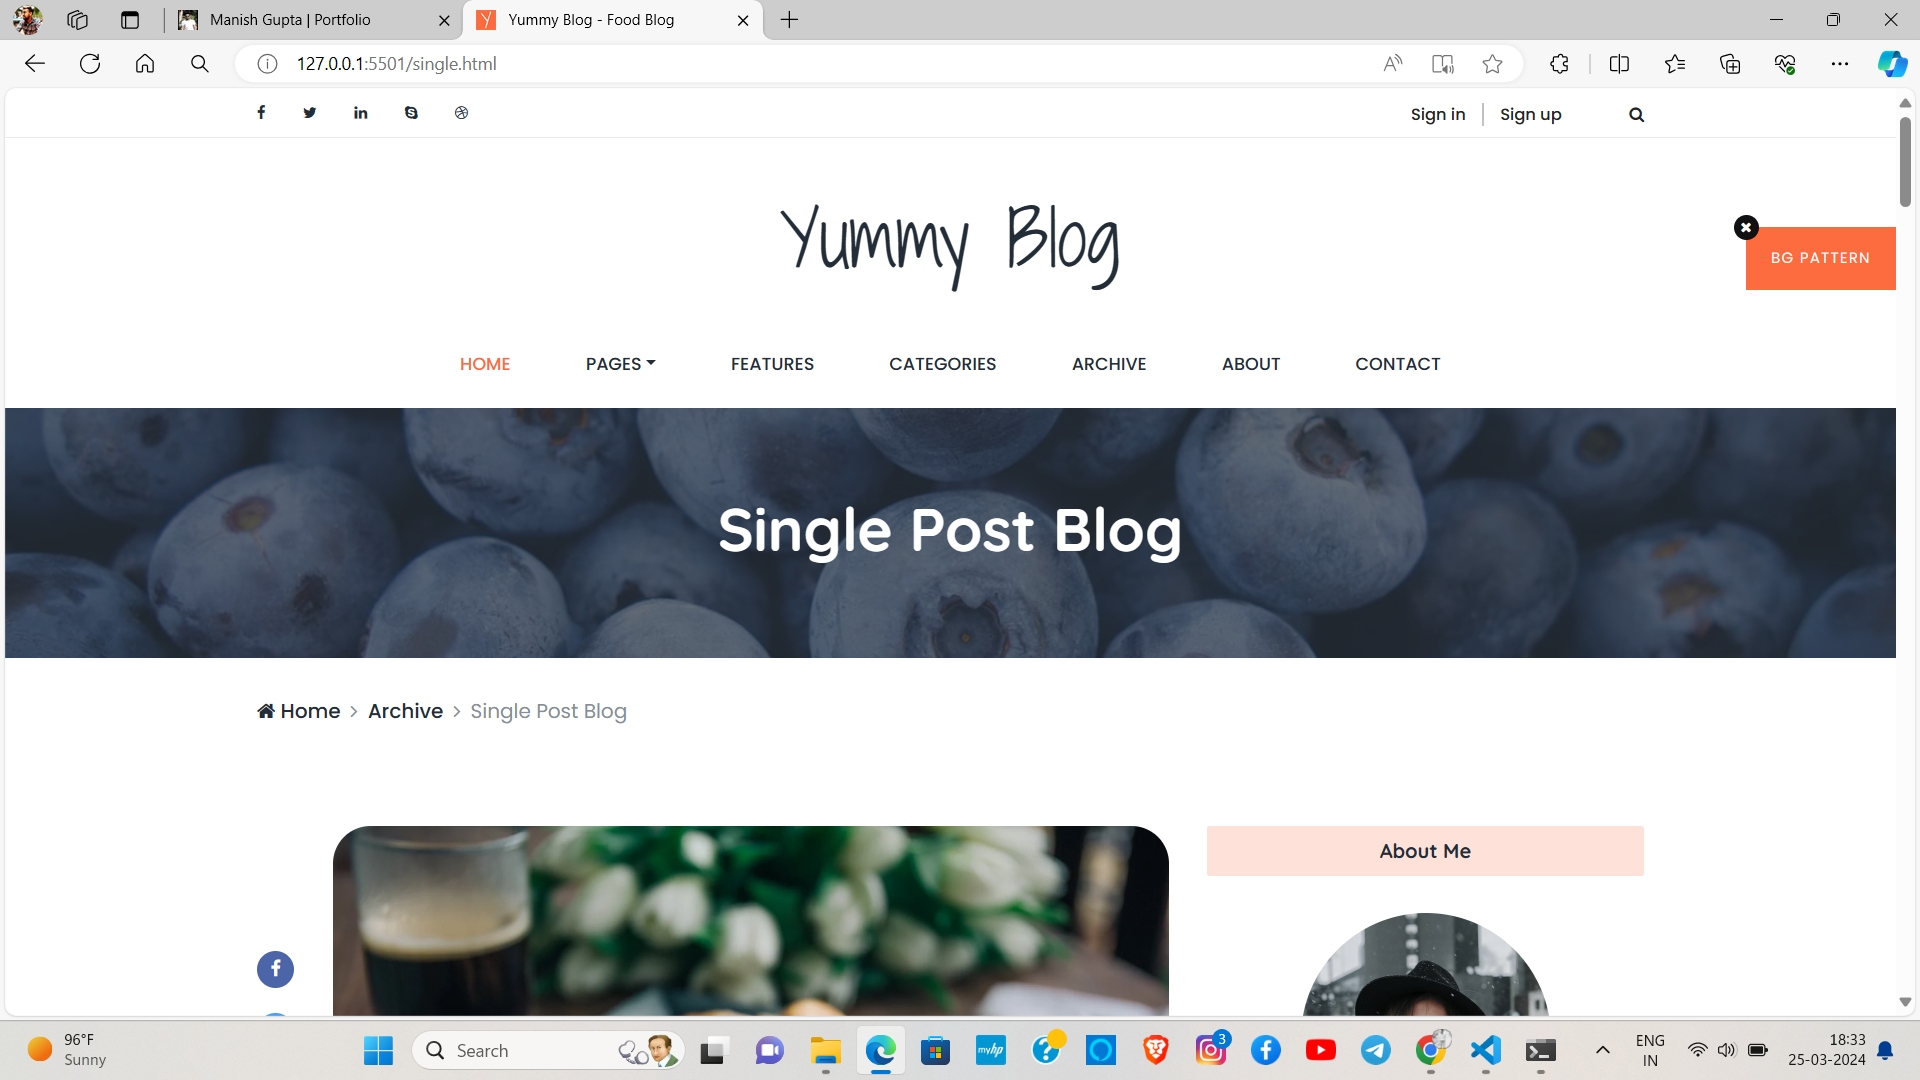 Manish Gupta | Portfolio
Yummy Blog - Food Blog
127.0.0.1:5501/single.html
Sign in
Sign up
Yummy Blog
BG PATTERN
HOME
PAGES
FEATURES
CATEGORIES
ARCHIVE
ABOUT
CONTACT
Single Post Blog
Home
Archive
Single Post Blog
About Me
96°F
Sunny
Search
myhp
3
ENG
IN
18:33
25-03-2024